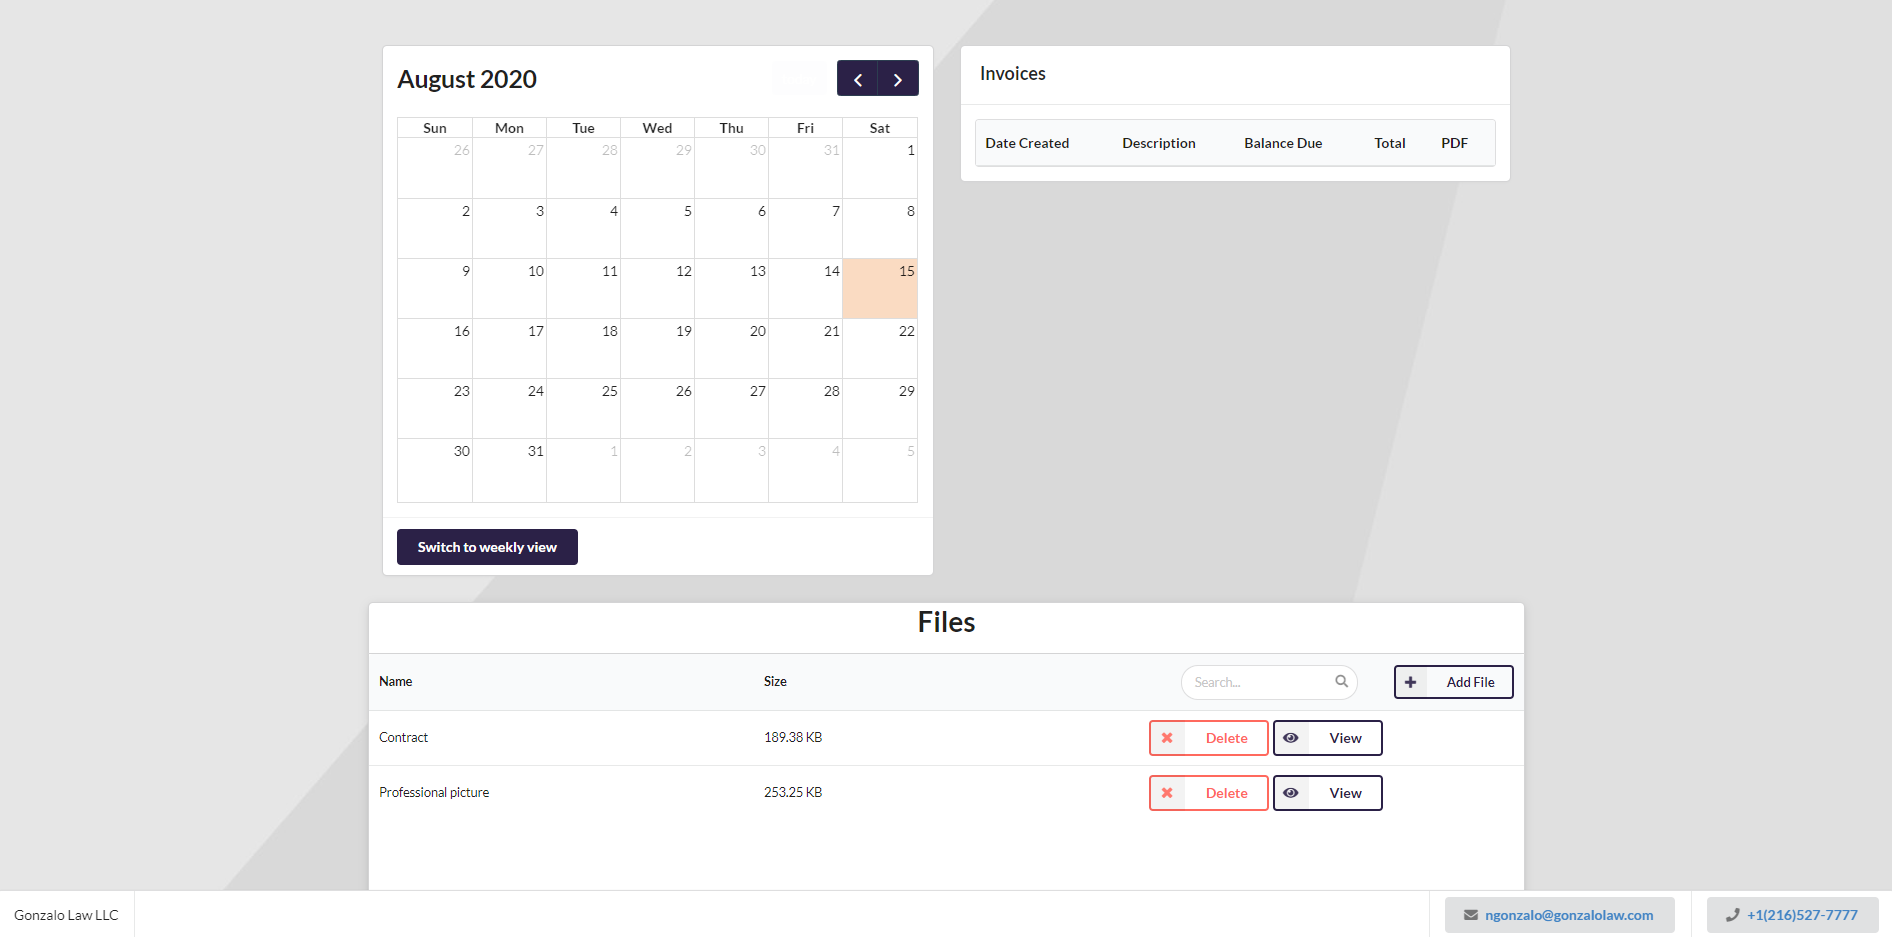 August 2020
Sun Mon Tue Wed Thu Fri Sat
26 27 28 29 30 31 1
2 3 4 5 6 7 8
9 10 11 12 13 14 15
16 17 18 19 20 21 22
23 24 25 26 27 28 29
30 31 1 2 3 4 5
Switch to weekly view
Invoices
Date Created Description Balance Due Total PDF
Files
Name Size Search... Add File
Contract 189.38 KB Delete View
Professional picture 253.25 KB Delete View
Gonzalo Law LLC ngonzalo@gonzalolaw.com +1(216)527-7777